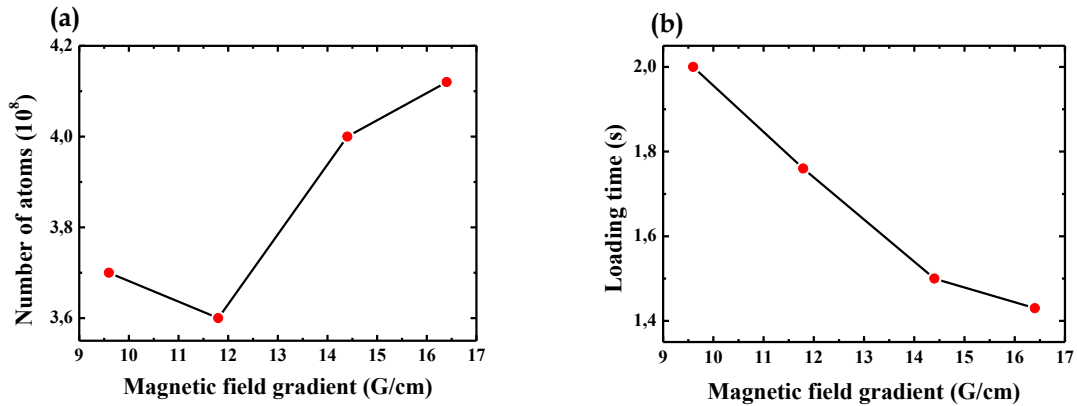 (a)
4,2
4,0
3,8
3,6
Number of atoms (10⁸)
9 10 11 12 13 14 15 16 17
Magnetic field gradient (G/cm)
(b)
2,0
1,8
1,6
1,4
Loading time (s)
9 10 11 12 13 14 15 16 17
Magnetic field gradient (G/cm)